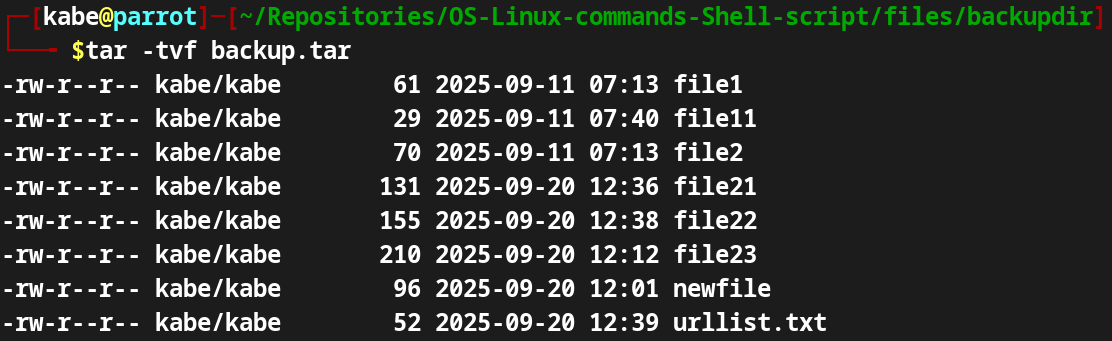 ┌─[kabe@parrot]─[~/Repositories/OS-Linux-commands-Shell-script/files/backupdir]
└──╼ $tar -tvf backup.tar
-rw-r--r-- kabe/kabe        61 2025-09-11 07:13 file1
-rw-r--r-- kabe/kabe        29 2025-09-11 07:40 file11
-rw-r--r-- kabe/kabe        70 2025-09-11 07:13 file2
-rw-r--r-- kabe/kabe       131 2025-09-20 12:36 file21
-rw-r--r-- kabe/kabe       155 2025-09-20 12:38 file22
-rw-r--r-- kabe/kabe       210 2025-09-20 12:12 file23
-rw-r--r-- kabe/kabe        96 2025-09-20 12:01 newfile
-rw-r--r-- kabe/kabe        52 2025-09-20 12:39 urllist.txt